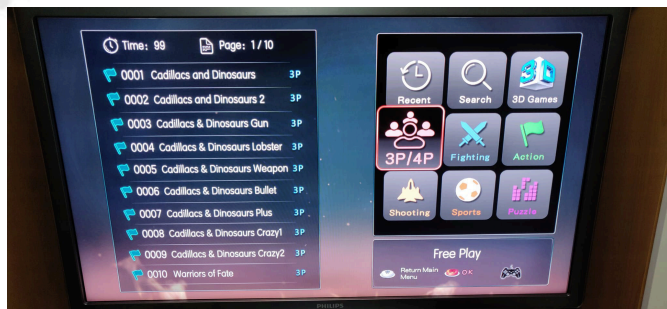 Time: 99 Page: 1/10
0001 Cadillacs and Dinosaurs 3P
0002 Cadillacs and Dinosaurs 2 3P
0003 Cadillacs & Dinosaurs Gun 3P
0004 Cadillacs & Dinosaurs Lobster 3P
0005 Cadillacs & Dinosaurs Weapon 3P
0006 Cadillacs & Dinosaurs Bullet 3P
0007 Cadillacs & Dinosaurs Plus 3P
0008 Cadillacs & Dinosaurs Crazy1 3P
0009 Cadillacs & Dinosaurs Crazy2 3P
0010 Warriors of Fate 3P
3D
Recent Search 3D Games
3P/4P Fighting Action
Shooting Sports Puzzle
Free Play
Return Main
Menu
OK
PHILIPS